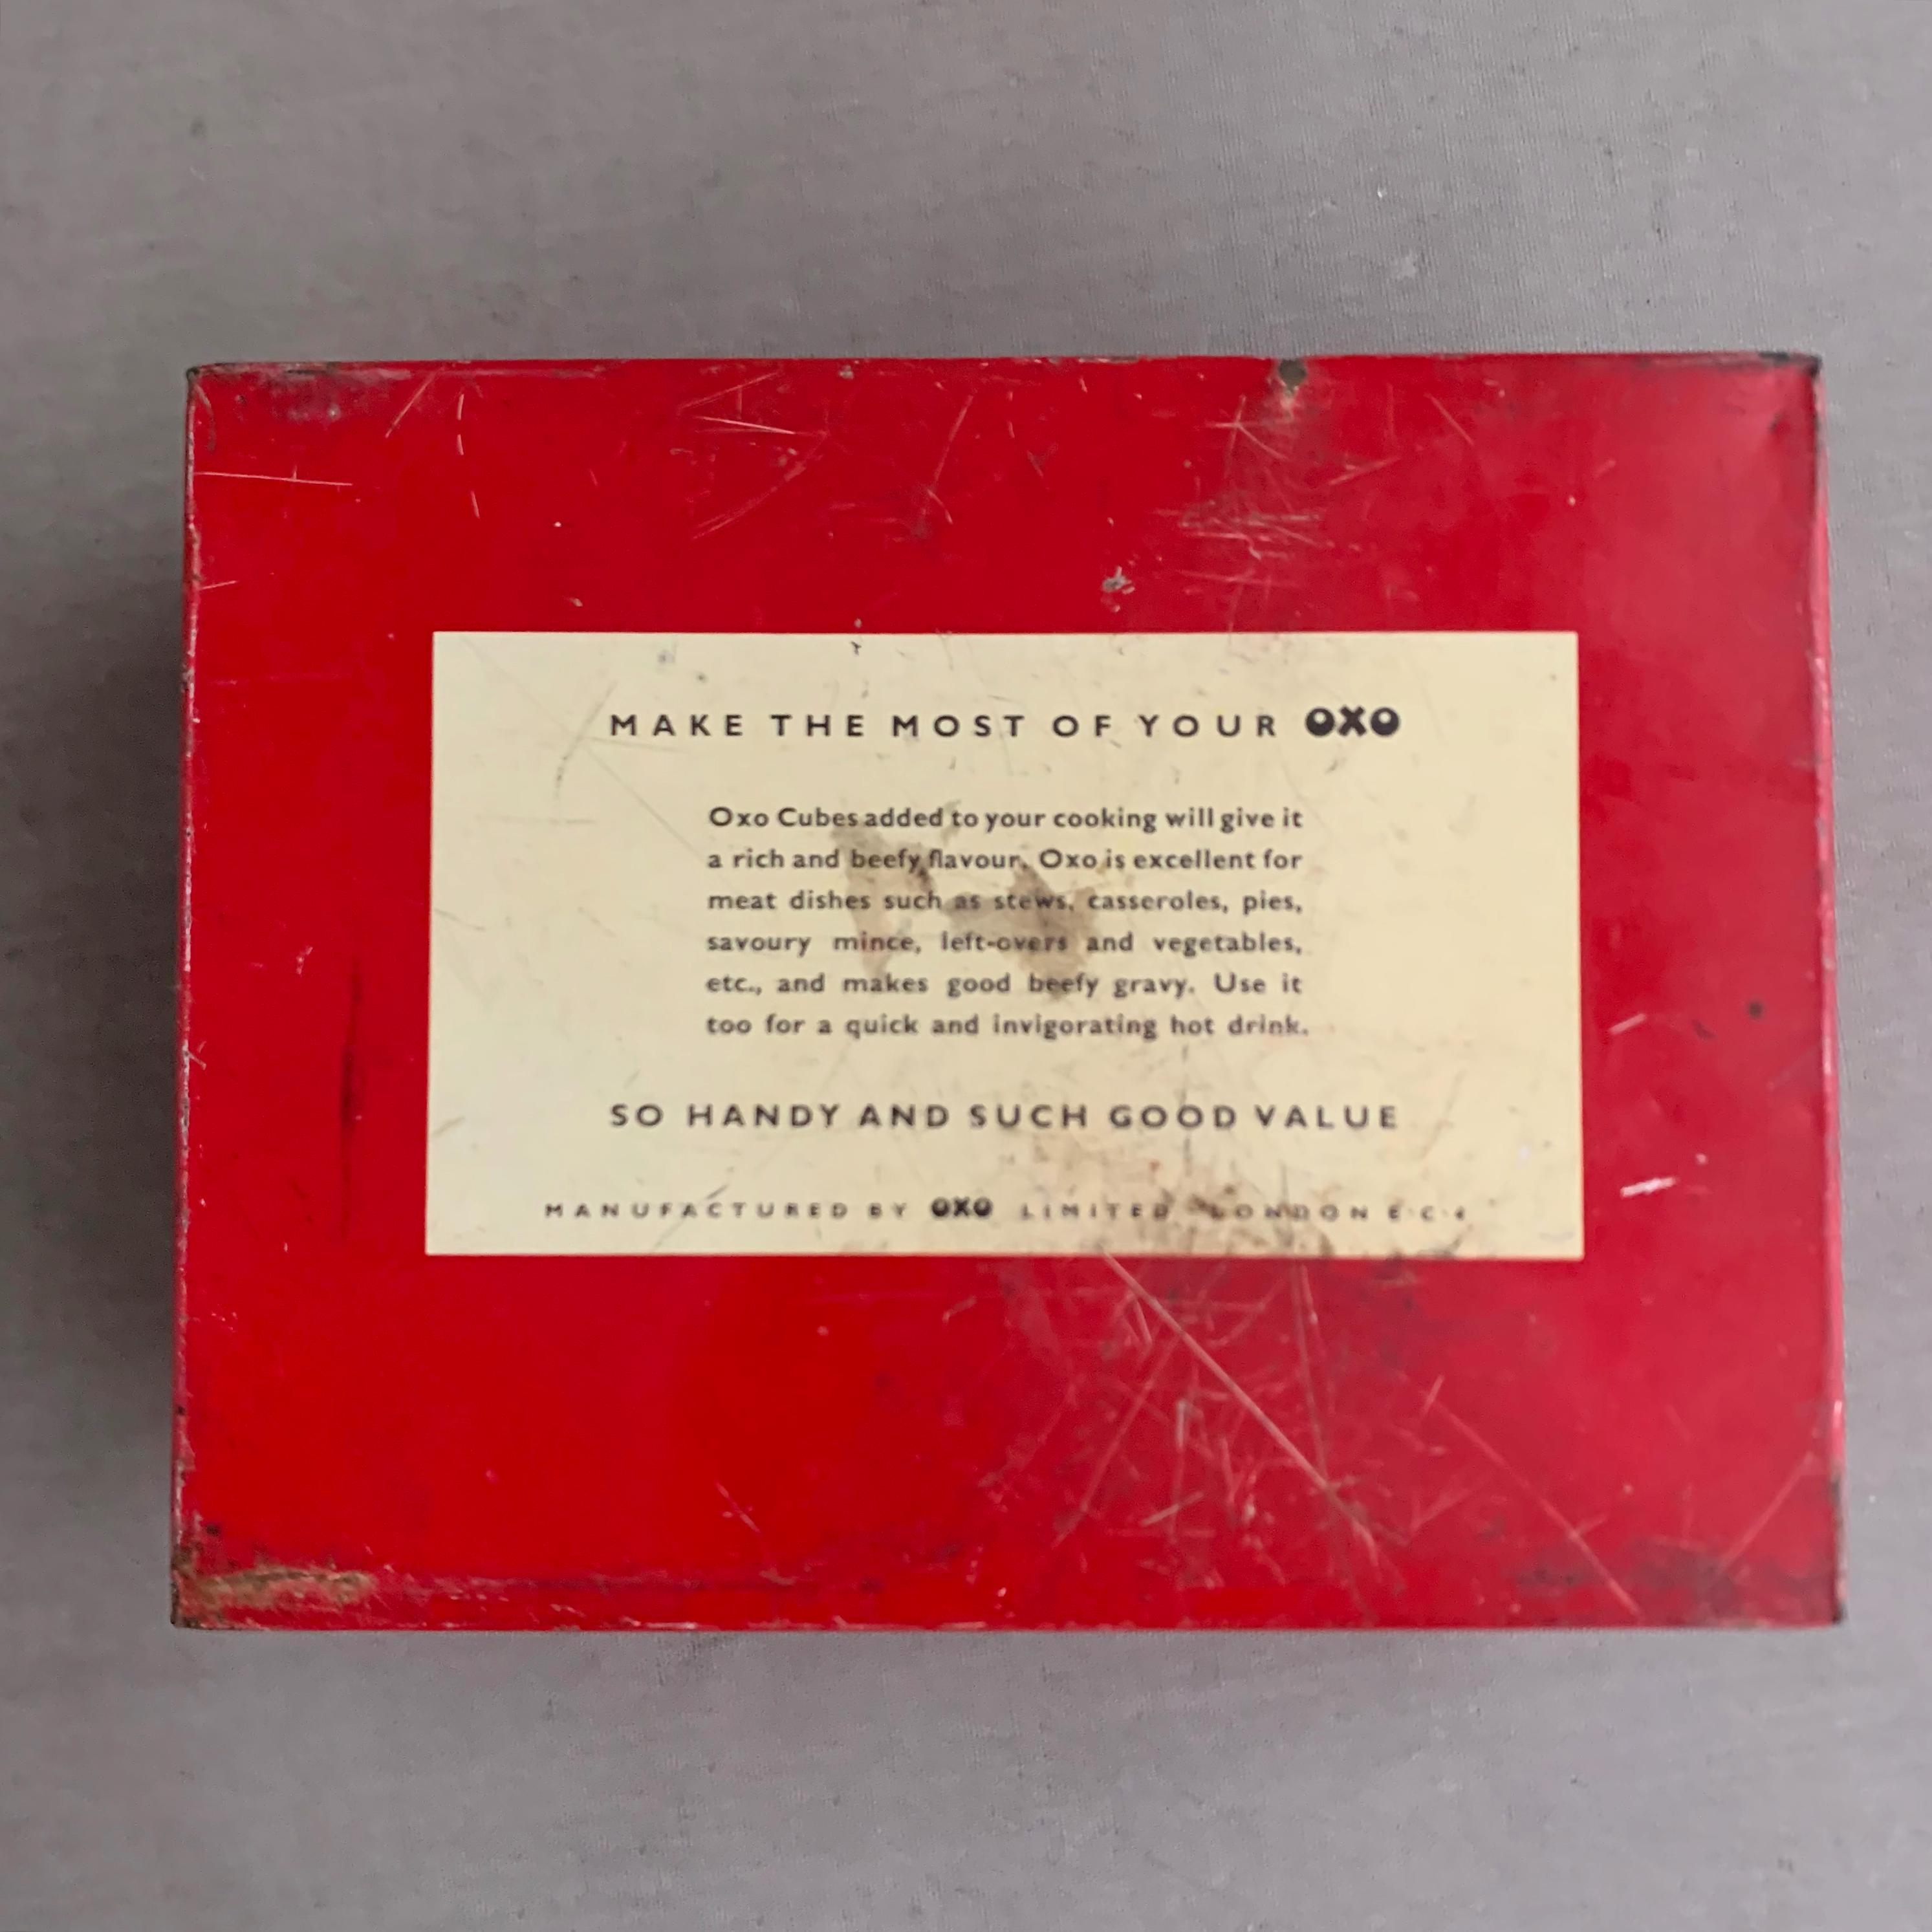 MAKE THE MOST OF YOUR OXO
Oxo Cubes added to your cooking will give it
a rich and beefy flavour. Oxo is excellent for
meat dishes such as stews, casseroles, pies,
savoury mince, left-overs and vegetables,
etc., and makes good beefy gravy. Use it
too for a quick and invigorating hot drink.
SO HANDY AND SUCH GOOD VALUE
MANUFACTURED BY OXO LIMITED LONDON E·C·4